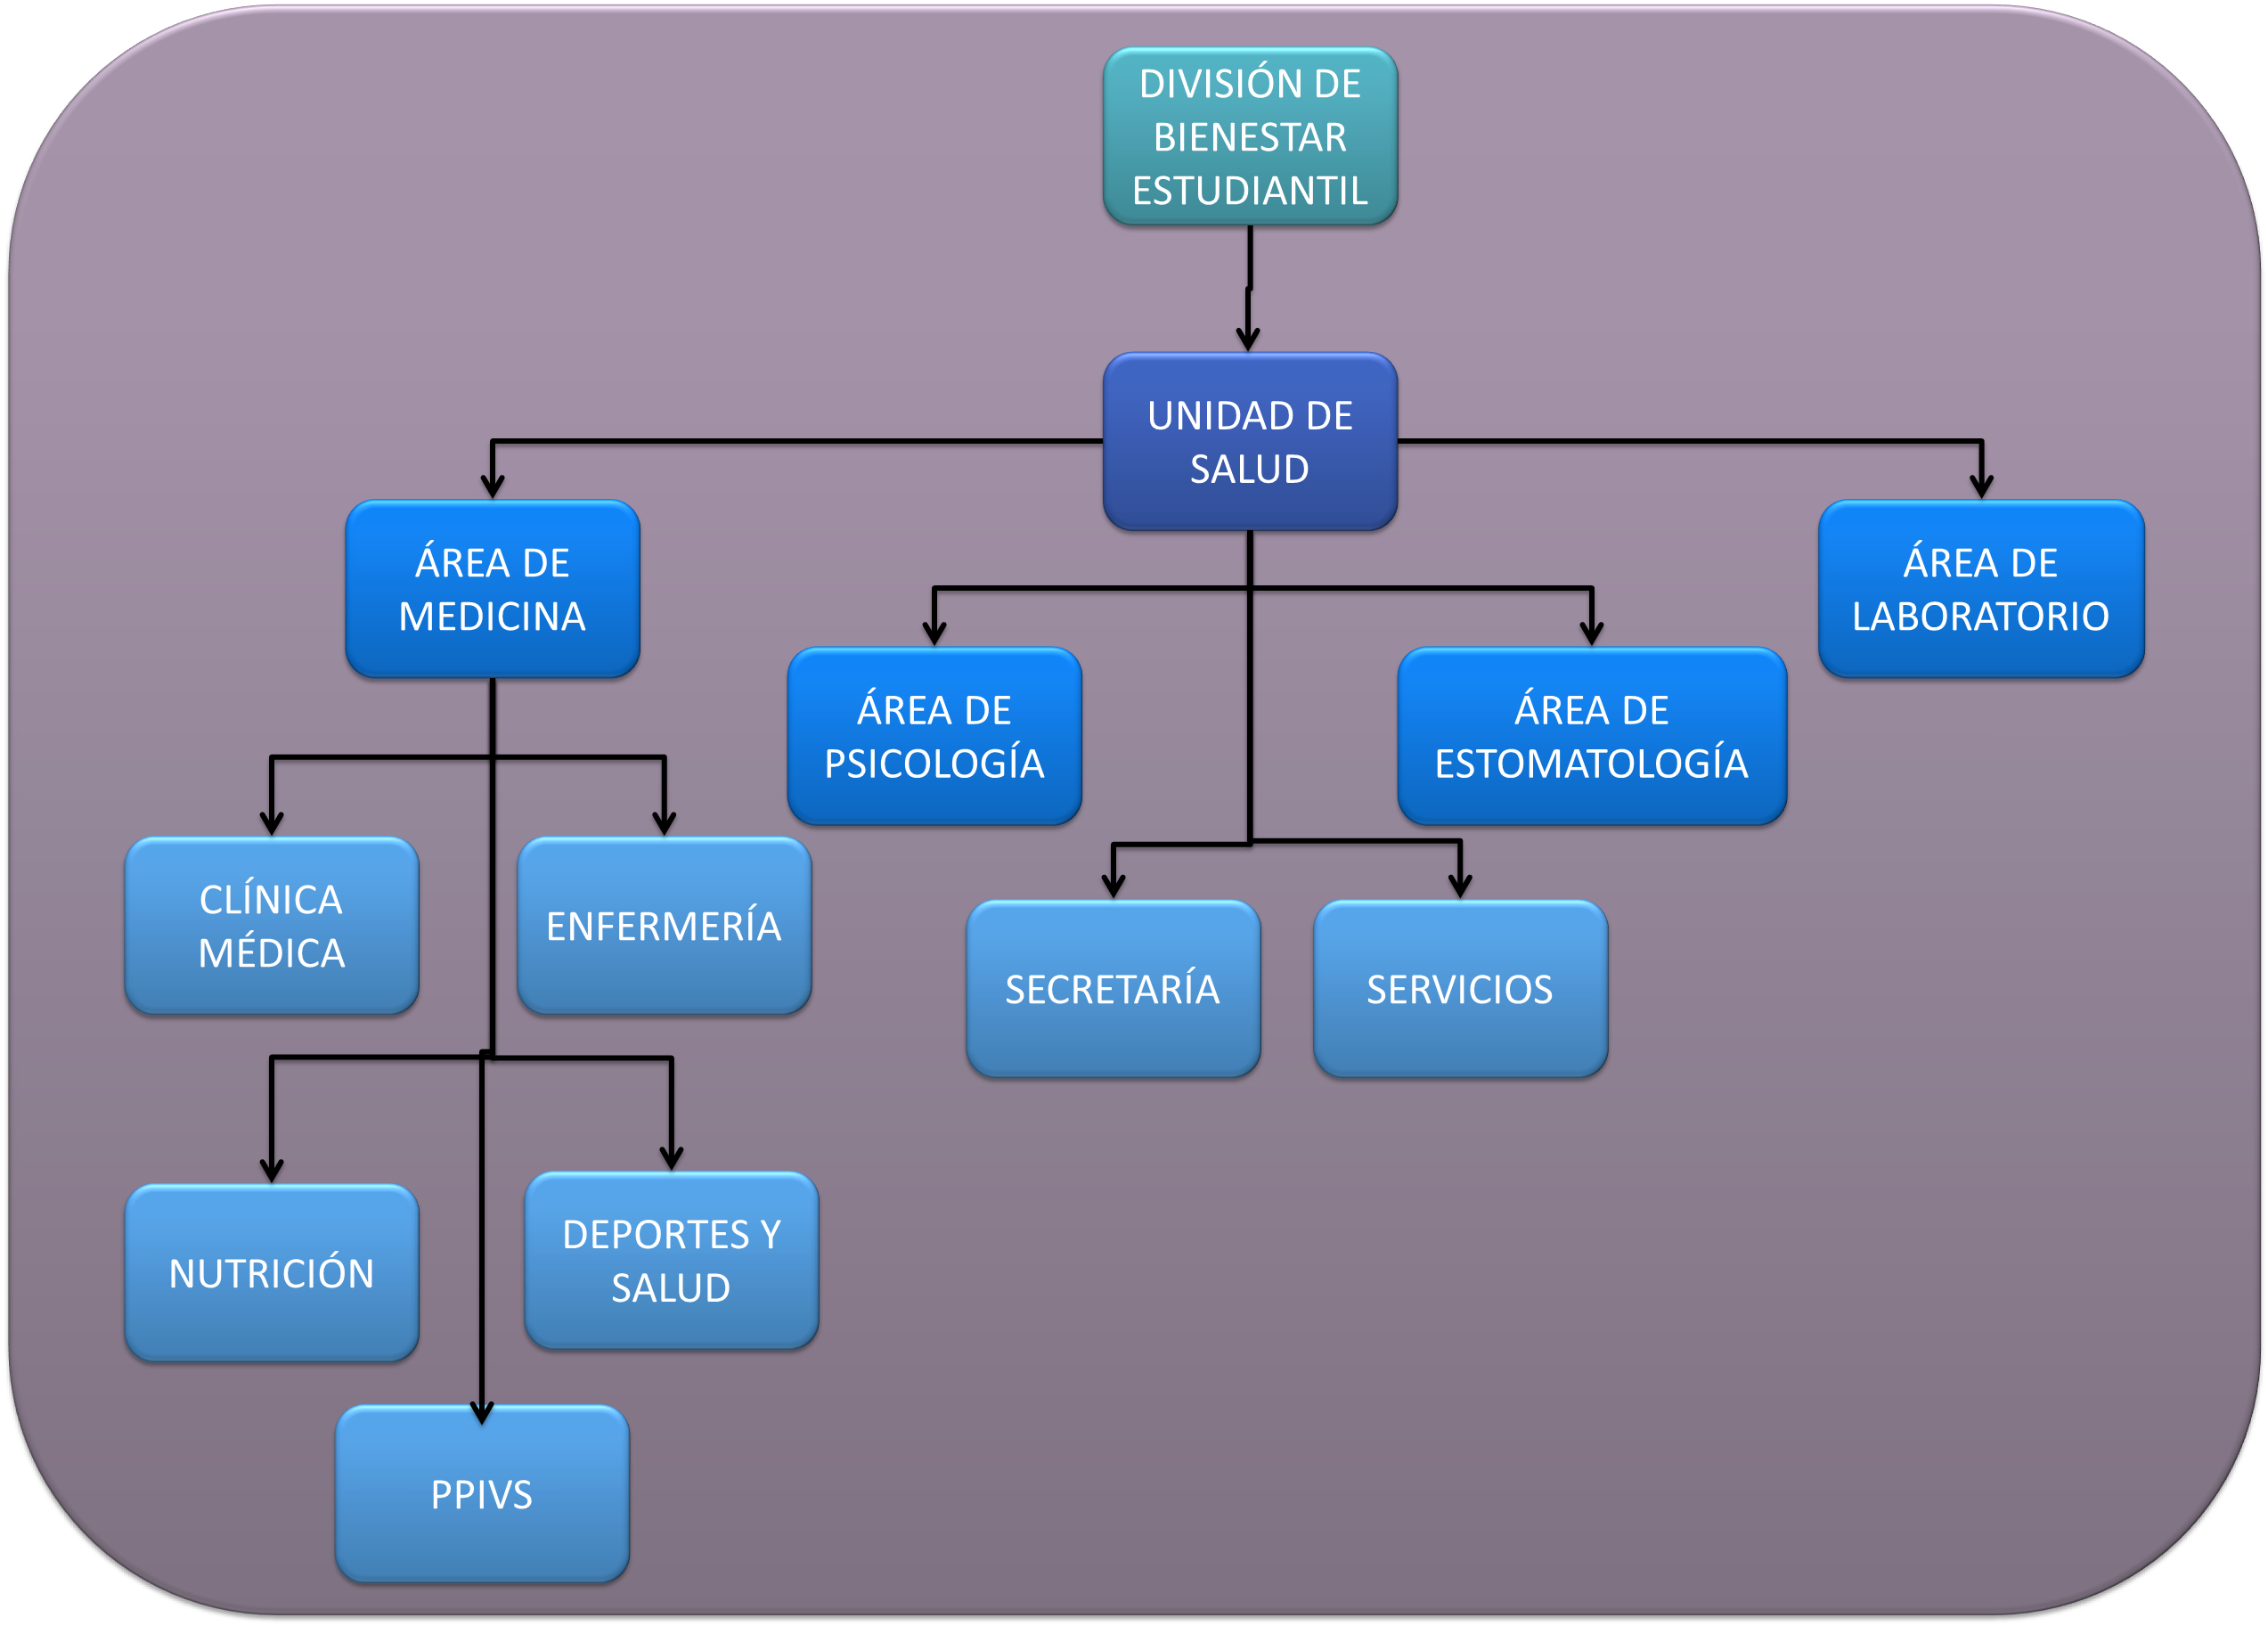 DIVISIÓN DE
BIENESTAR
ESTUDIANTIL
UNIDAD DE
SALUD
ÁREA DE
MEDICINA
ÁREA DE
LABORATORIO
ÁREA DE
PSICOLOGÍA
ÁREA DE
ESTOMATOLOGÍA
CLÍNICA
MÉDICA
ENFERMERÍA
SECRETARÍA
SERVICIOS
NUTRICIÓN
DEPORTES Y
SALUD
PPIVS